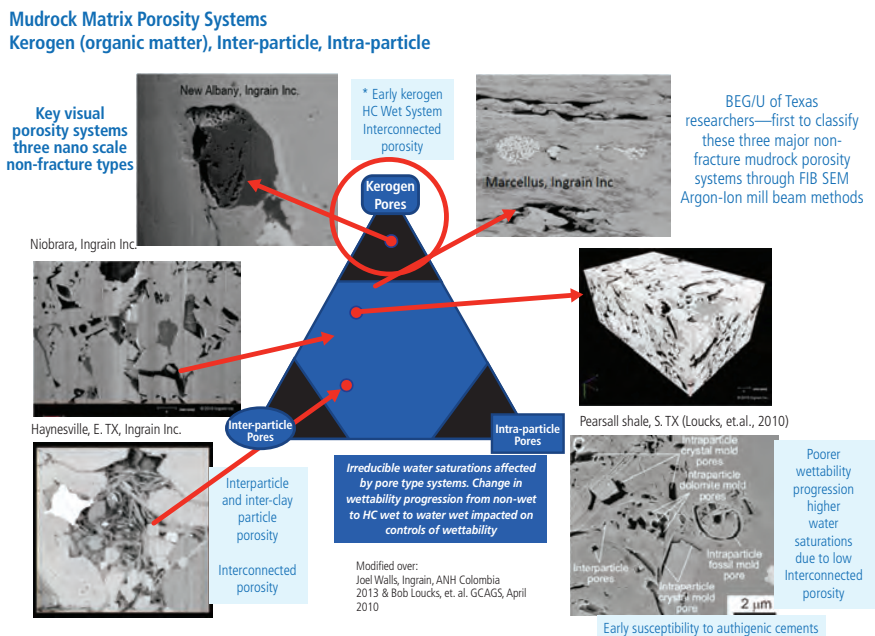 Mudrock Matrix Porosity Systems
Kerogen (organic matter), Inter-particle, Intra-particle
Key visual
porosity systems
three nano scale
non-fracture types
New Albany, Ingrain Inc.
* Early kerogen
HC Wet System
Interconnected
porosity
Marcellus, Ingrain Inc
BEG/U of Texas
researchers—first to classify
these three major non-
fracture mudrock porosity
systems through FIB SEM
Argon-Ion mill beam methods
Kerogen
Pores
Niobrara, Ingrain Inc.
Haynesville, E. TX, Ingrain Inc.
Inter-particle
Pores
Intra-particle
Pores
Pearsall shale, S. TX (Loucks, et.al., 2010)
Interparticle
and inter-clay
particle
porosity
Interconnected
porosity
Irreducible water saturations affected
by pore type systems. Change in
wettability progression from non-wet
to HC wet to water wet impacted on
controls of wettability
Modified over:
Joel Walls, Ingrain, ANH Colombia
2013 & Bob Loucks, et. al. GCAGS, April
2010
C
Intraparticle
crystal mold
pores
Intraparticle
dolomite mold
pores
Interparticle
pores
Intraparticle
fossil mold
pore
Intraparticle
crystal mold
pore
2 μm
Poorer
wettability
progression
higher
water
saturations
due to low
Interconnected
porosity
Early susceptibility to authigenic cements